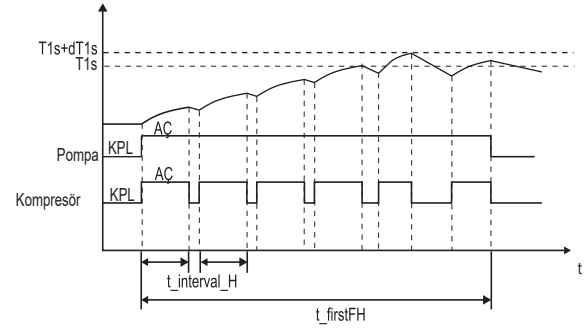 T1s+dT1s
T1s
AÇ
Pompa KPL
AÇ
Kompresör KPL
t
t_interval_H
t_firstFH